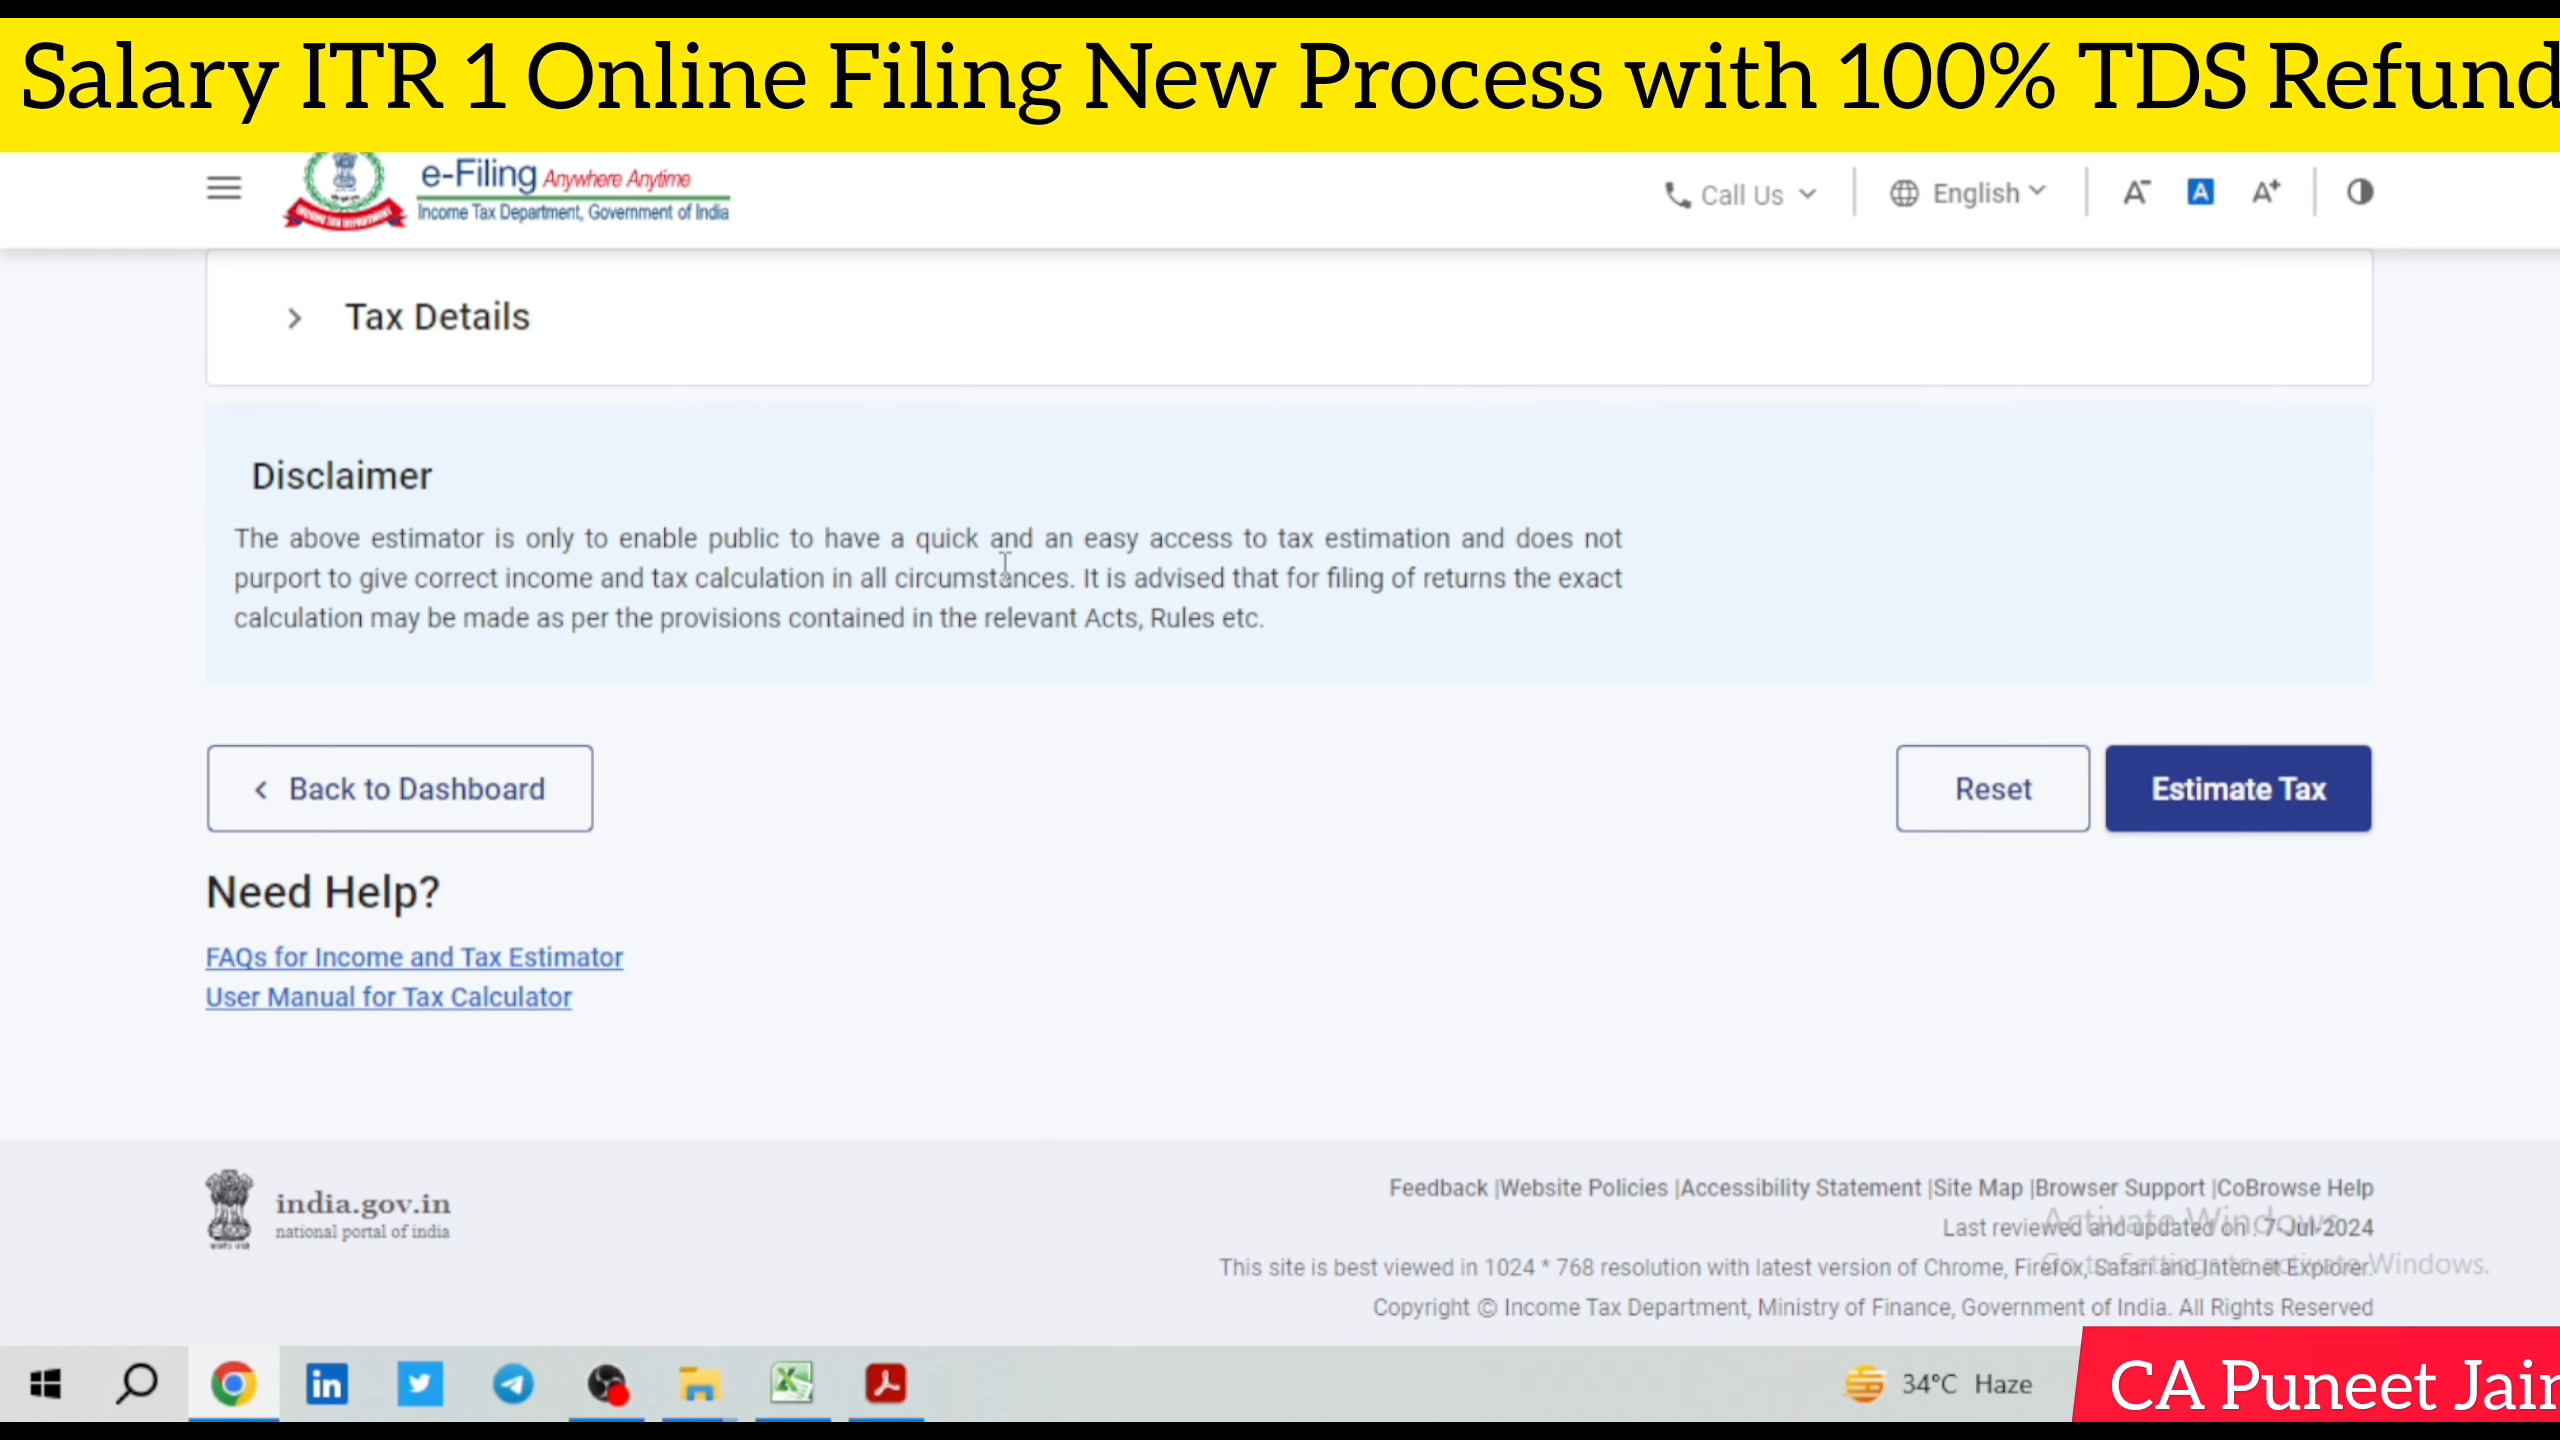 Salary ITR 1 Online Filing New Process with 100% TDS Refund
e-Filing Anywhere Anytime
Income Tax Department, Government of India
Call Us
English
A- A A+
Tax Details
Disclaimer
The above estimator is only to enable public to have a quick and an easy access to tax estimation and does not
purport to give correct income and tax calculation in all circumstances. It is advised that for filing of returns the exact
calculation may be made as per the provisions contained in the relevant Acts, Rules etc.
Back to Dashboard
Reset
Estimate Tax
Need Help?
FAQs for Income and Tax Estimator
User Manual for Tax Calculator
india.gov.in
national portal of india
Feedback |Website Policies |Accessibility Statement |Site Map |Browser Support |CoBrowse Help
Last reviewed and updated on : 7-Jul-2024
Activate Windows
This site is best viewed in 1024 * 768 resolution with latest version of Chrome, Firefox, Safari and Internet Explorer.
Go to Settings to activate Windows.
Copyright © Income Tax Department, Ministry of Finance, Government of India. All Rights Reserved
34°C Haze
CA Puneet Jain